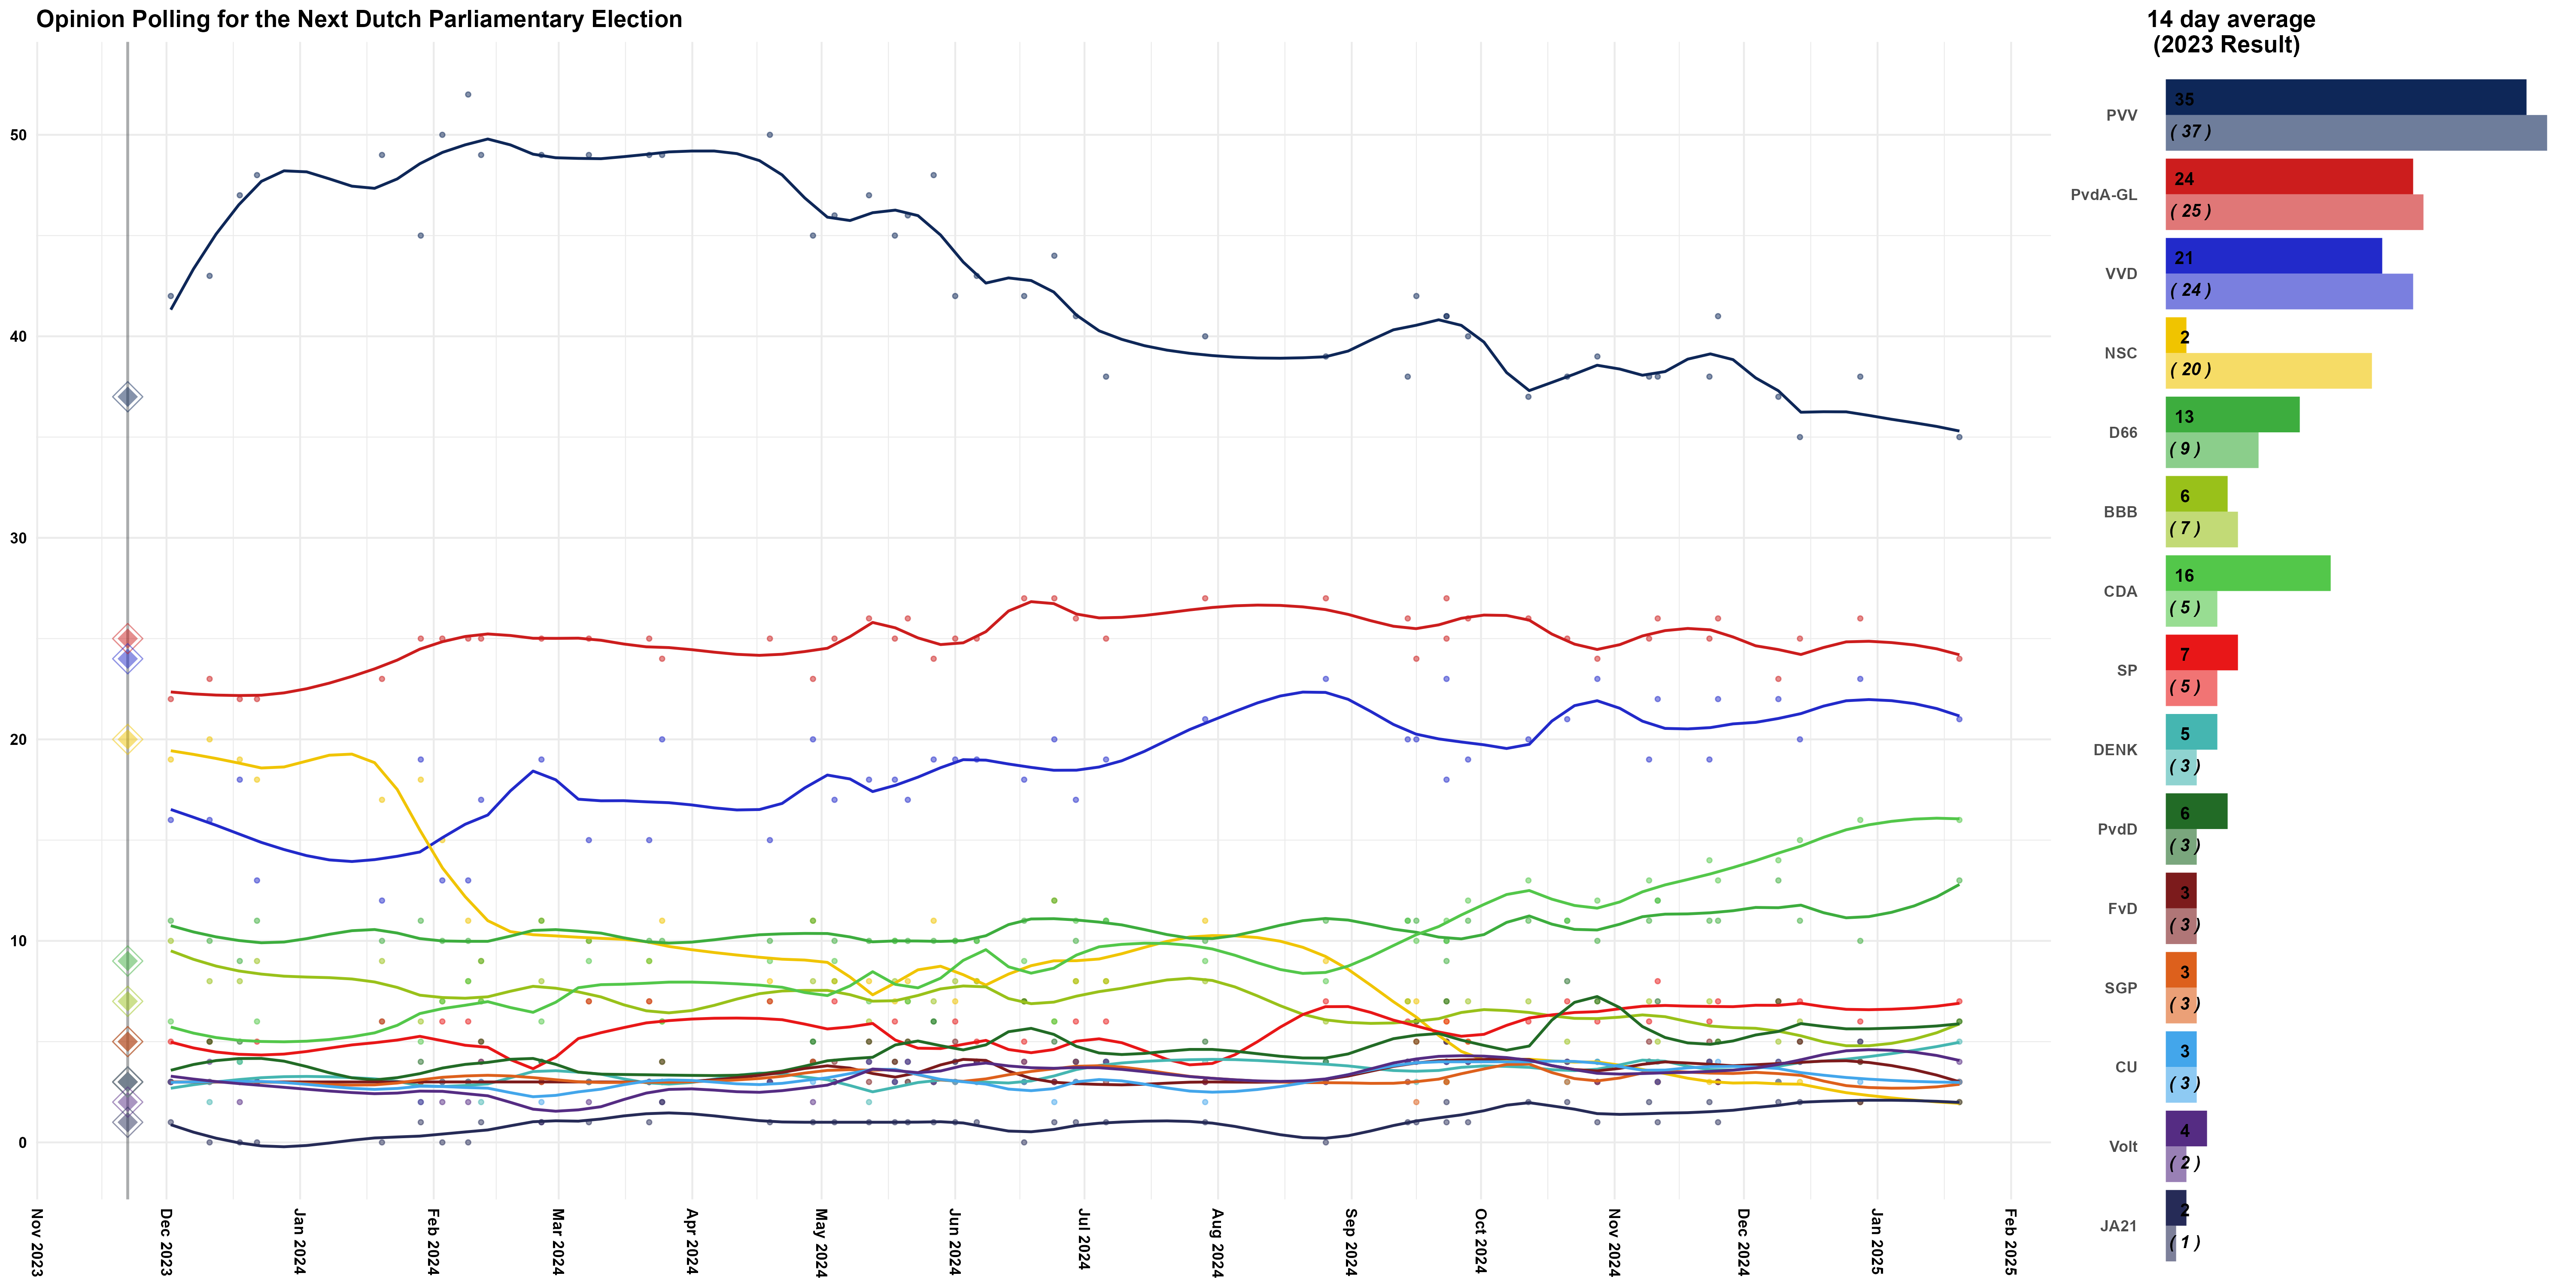 Opinion Polling for the Next Dutch Parliamentary Election
50
40
30
20
10
0
Nov 2023
Dec 2023
Jan 2024
Feb 2024
Mar 2024
Apr 2024
May 2024
Jun 2024
Jul 2024
Aug 2024
Sep 2024
Oct 2024
Nov 2024
Dec 2024
Jan 2025
Feb 2025
14 day average
(2023 Result)
PVV
35
( 37 )
PvdA-GL
24
( 25 )
VVD
21
( 24 )
NSC
2
( 20 )
D66
13
( 9 )
BBB
6
( 7 )
CDA
16
( 5 )
SP
7
( 5 )
DENK
5
( 3 )
PvdD
6
( 3 )
FvD
3
( 3 )
SGP
3
( 3 )
CU
3
( 3 )
Volt
4
( 2 )
JA21
2
( 1 )